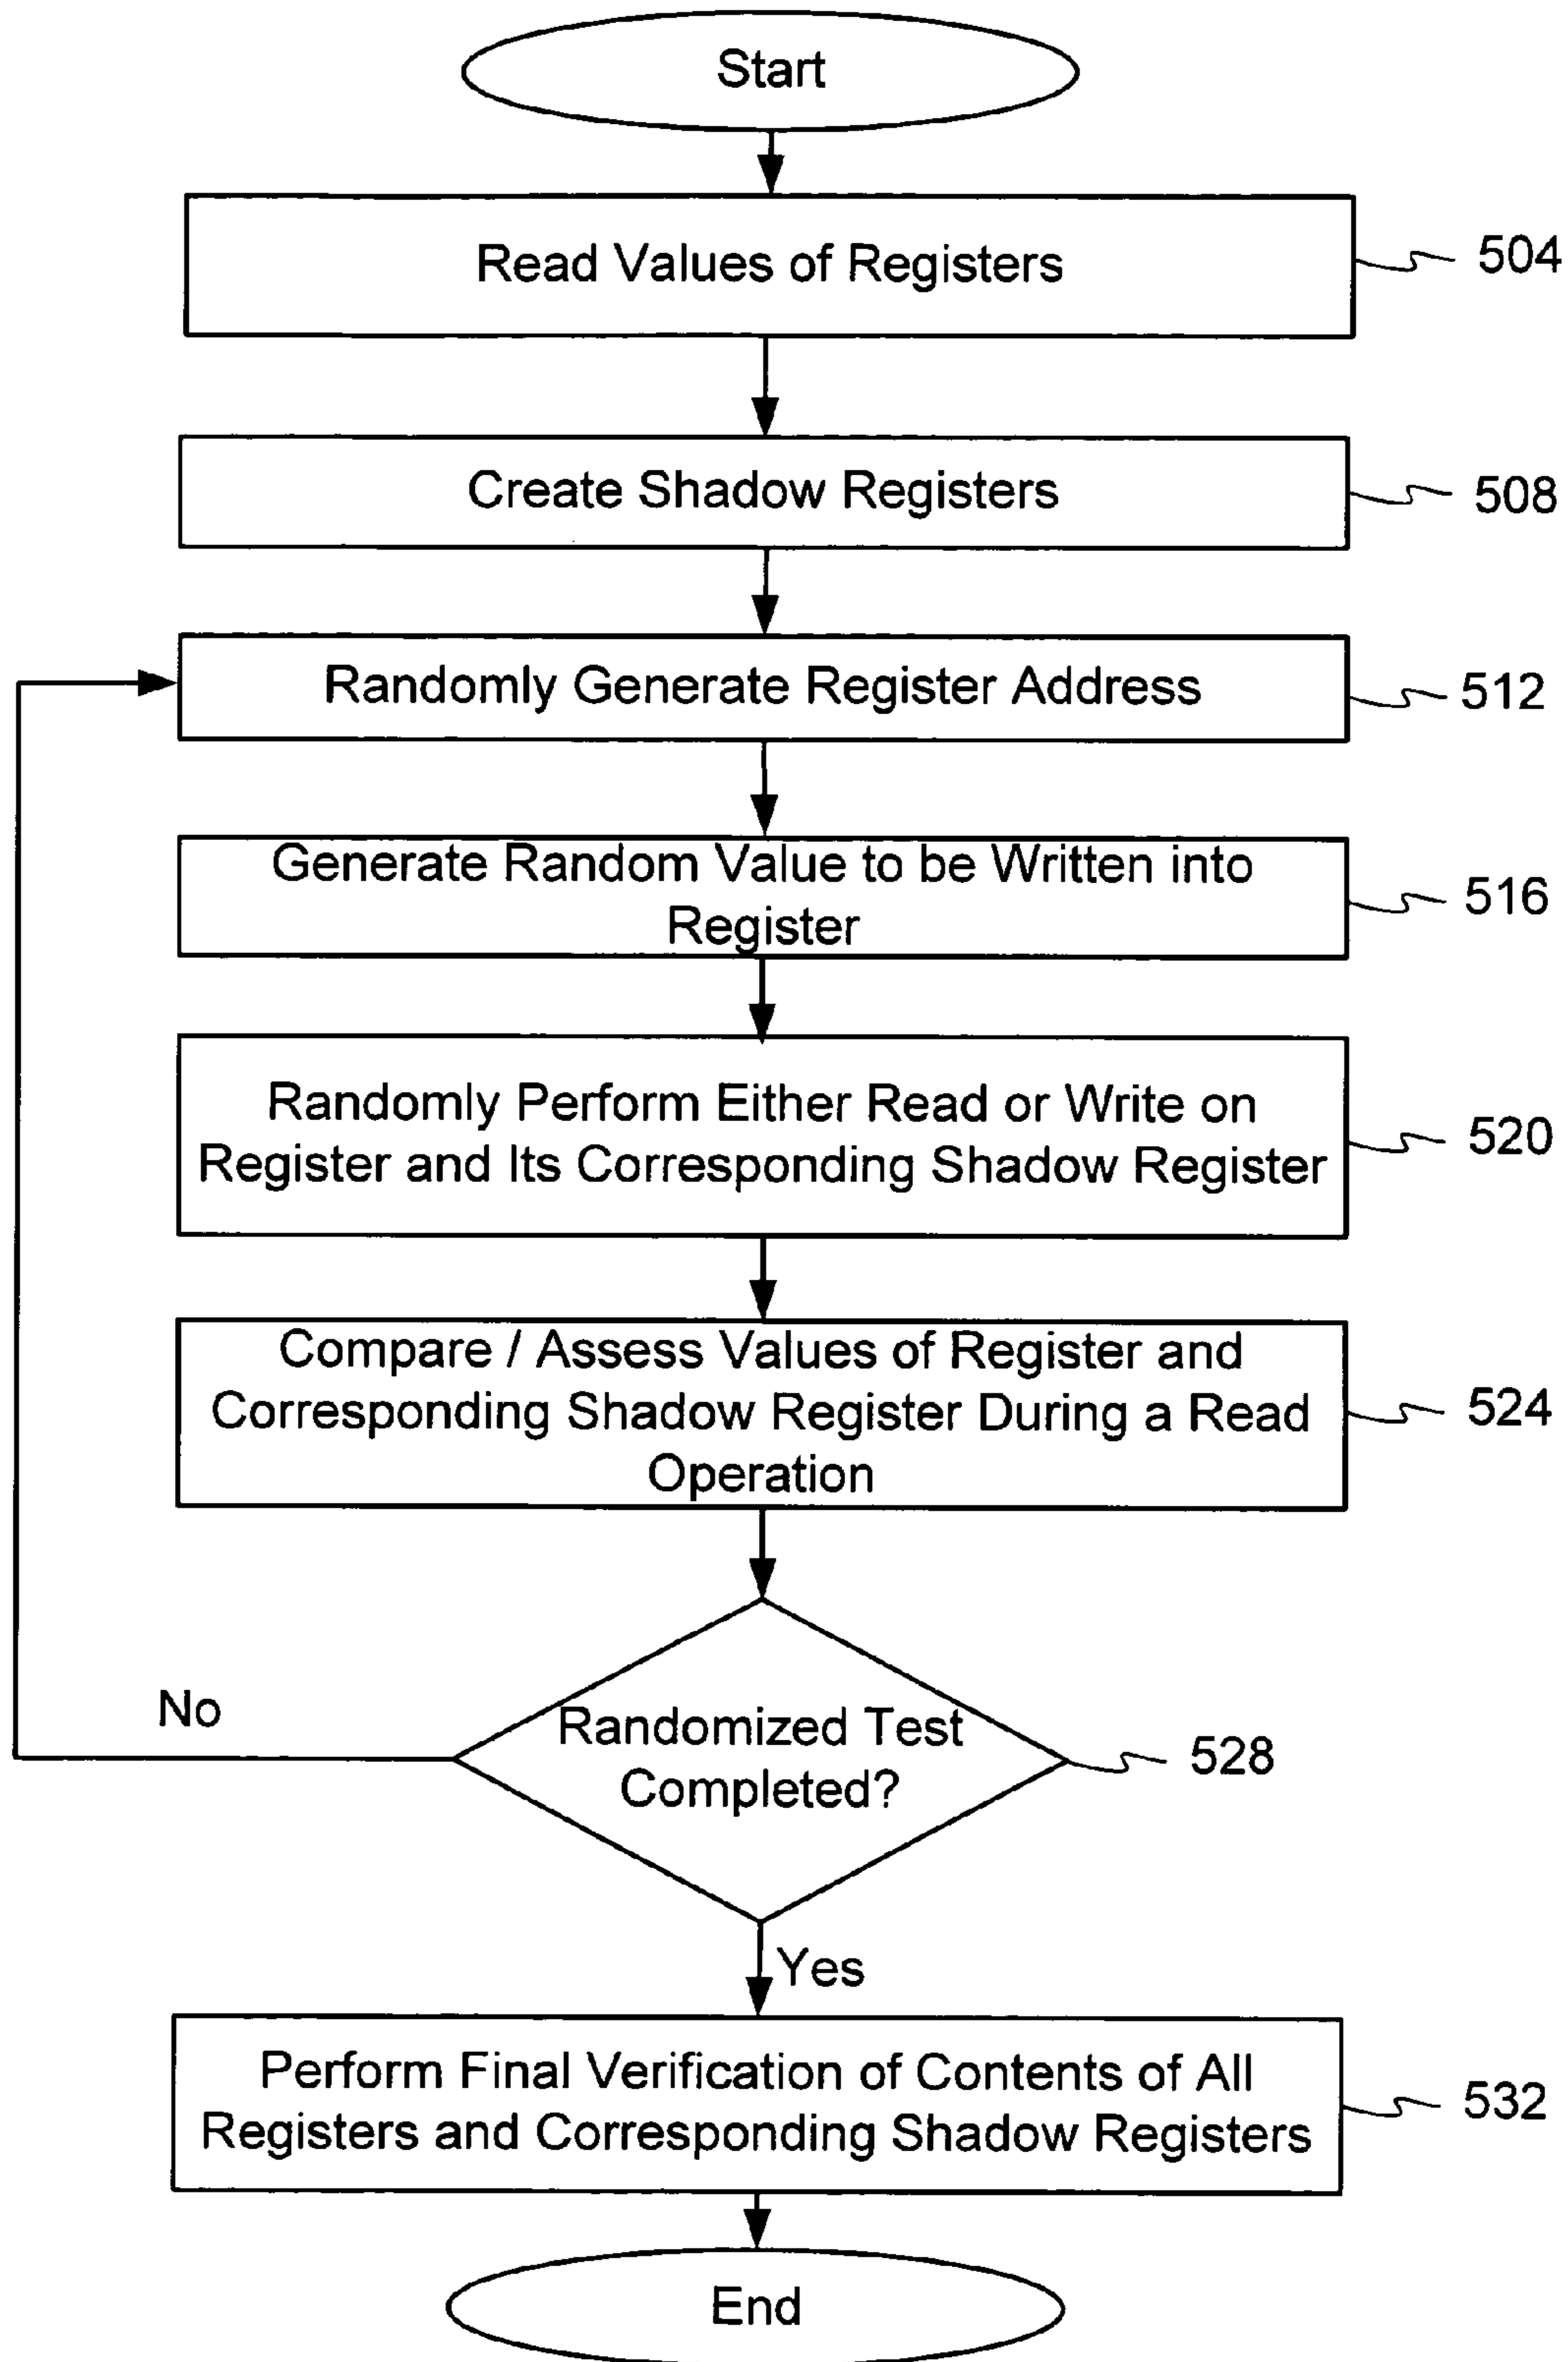 Start
Read Values of Registers
504
Create Shadow Registers
508
Randomly Generate Register Address
512
Generate Random Value to be Written into
Register
516
Randomly Perform Either Read or Write on
Register and Its Corresponding Shadow Register
520
Compare / Assess Values of Register and
Corresponding Shadow Register During a Read
Operation
524
No
Randomized Test
Completed?
528
Yes
Perform Final Verification of Contents of All
Registers and Corresponding Shadow Registers
532
End